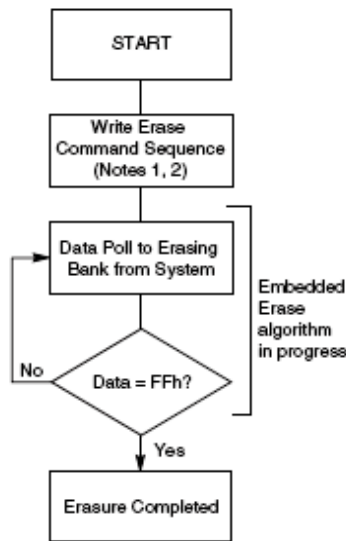 START
Write Erase
Command Sequence
(Notes 1, 2)
Data Poll to Erasing
Bank from System
Embedded
Erase
algorithm
in progress
No
Data = FFh?
Yes
Erasure Completed